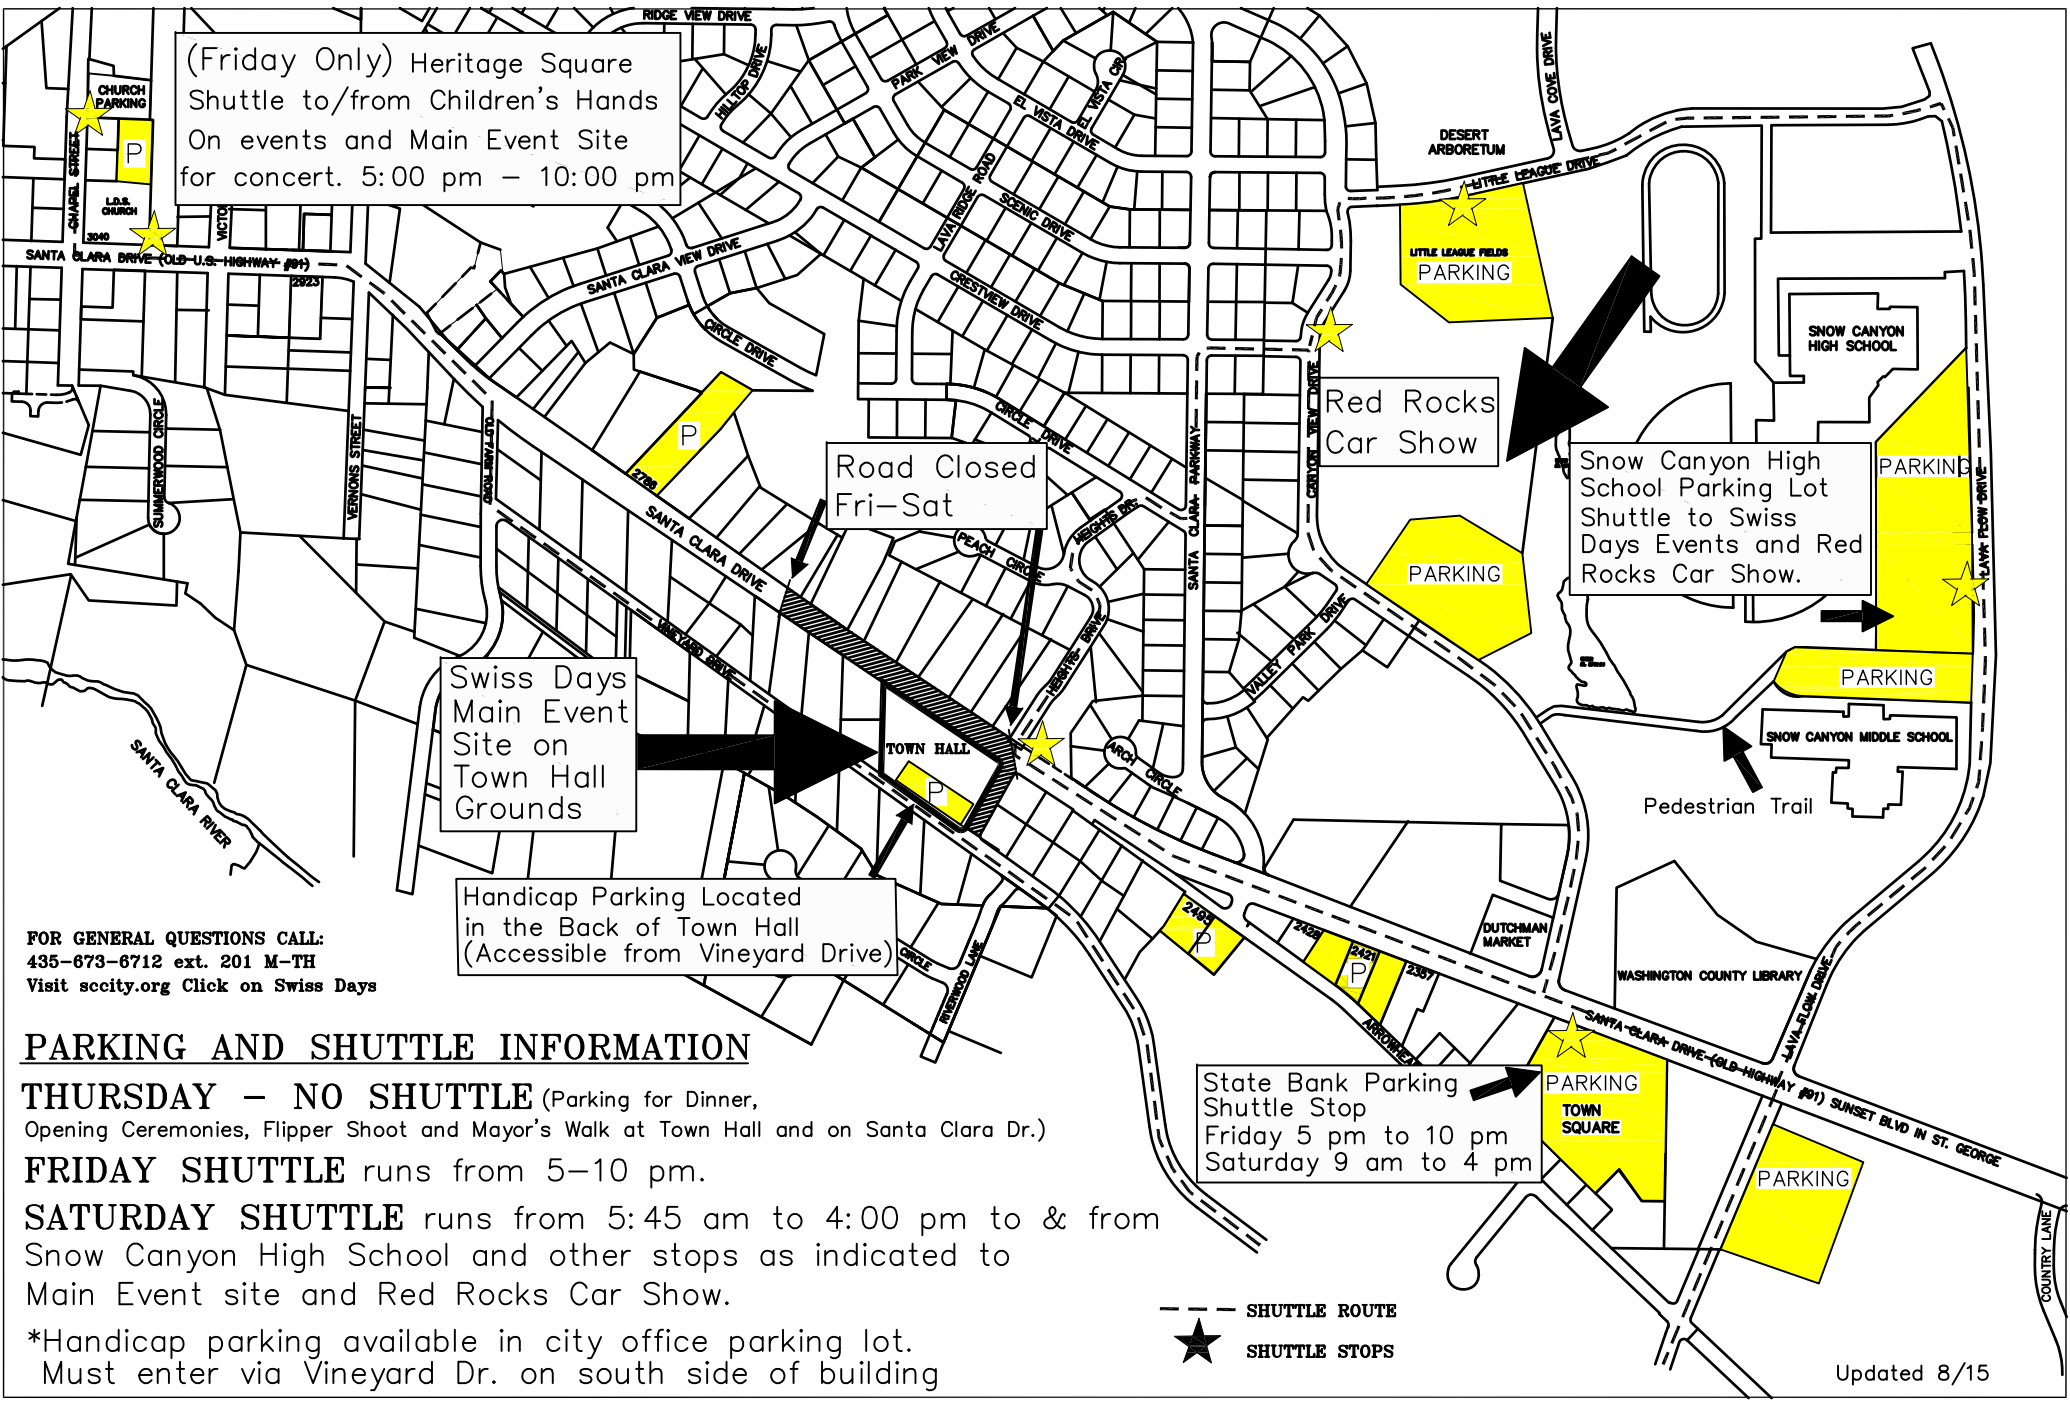 RIDGE VIEW DRIVE
HILLTOP DRIVE
PARK VIEW DRIVE
EL VISTA CIR
EL VISTA DRIVE
LAVA COVE DRIVE
(Friday Only) Heritage Square
Shuttle to/from Children's Hands
On events and Main Event Site
for concert. 5:00 pm – 10:00 pm
CHURCH
PARKING
P
CHAPEL STREET
L.D.S.
CHURCH
3040
SANTA CLARA DRIVE (OLD U.S. HIGHWAY #91)
2923
DESERT
ARBORETUM
LITTLE LEAGUE DRIVE
LITTLE LEAGUE FIELDS
PARKING
LAVA RIDGE ROAD
SCENIC DRIVE
CRESTVIEW DRIVE
SANTA CLARA VIEW DRIVE
CIRCLE DRIVE
CIRCLE DRIVE
SNOW CANYON
HIGH SCHOOL
Red Rocks
Car Show
CANYON VIEW DRIVE
SANTA CLARA PARKWAY
SUMMERWOOD CIRCLE
VERNONS STREET
OLD FARM ROAD
P
2766
Road Closed
Fri–Sat
Snow Canyon High
School Parking Lot
Shuttle to Swiss
Days Events and Red
Rocks Car Show.
PARKING
LAVA FLOW DRIVE
SANTA CLARA DRIVE
PEACH CIRCLE
HEIGHTS DR.
HEIGHTS DRIVE
PARKING
VALLEY PARK DRIVE
VINEYARD DRIVE
PARKING
SNOW CANYON MIDDLE SCHOOL
Pedestrian Trail
Swiss Days
Main Event
Site on
Town Hall
Grounds
TOWN HALL
P
ARCH CIRCLE
SANTA CLARA RIVER
Handicap Parking Located
in the Back of Town Hall
(Accessible from Vineyard Drive)
CIRCLE
RIVERWOOD LANE
2495
P
2428
2421
P
2357
ARROWHEA
DUTCHMAN
MARKET
WASHINGTON COUNTY LIBRARY
LAVA FLOW DRIVE
SANTA CLARA DRIVE (OLD HIGHWAY #91) SUNSET BLVD IN ST. GEORGE
FOR GENERAL QUESTIONS CALL:
435–673–6712 ext. 201 M–TH
Visit sccity.org Click on Swiss Days
PARKING AND SHUTTLE INFORMATION
THURSDAY – NO SHUTTLE (Parking for Dinner,
Opening Ceremonies, Flipper Shoot and Mayor's Walk at Town Hall and on Santa Clara Dr.)
FRIDAY SHUTTLE runs from 5–10 pm.
SATURDAY SHUTTLE runs from 5:45 am to 4:00 pm to & from
Snow Canyon High School and other stops as indicated to
Main Event site and Red Rocks Car Show.
*Handicap parking available in city office parking lot.
Must enter via Vineyard Dr. on south side of building
State Bank Parking
Shuttle Stop
Friday 5 pm to 10 pm
Saturday 9 am to 4 pm
PARKING
TOWN
SQUARE
PARKING
COUNTRY LANE
SHUTTLE ROUTE
SHUTTLE STOPS
Updated 8/15